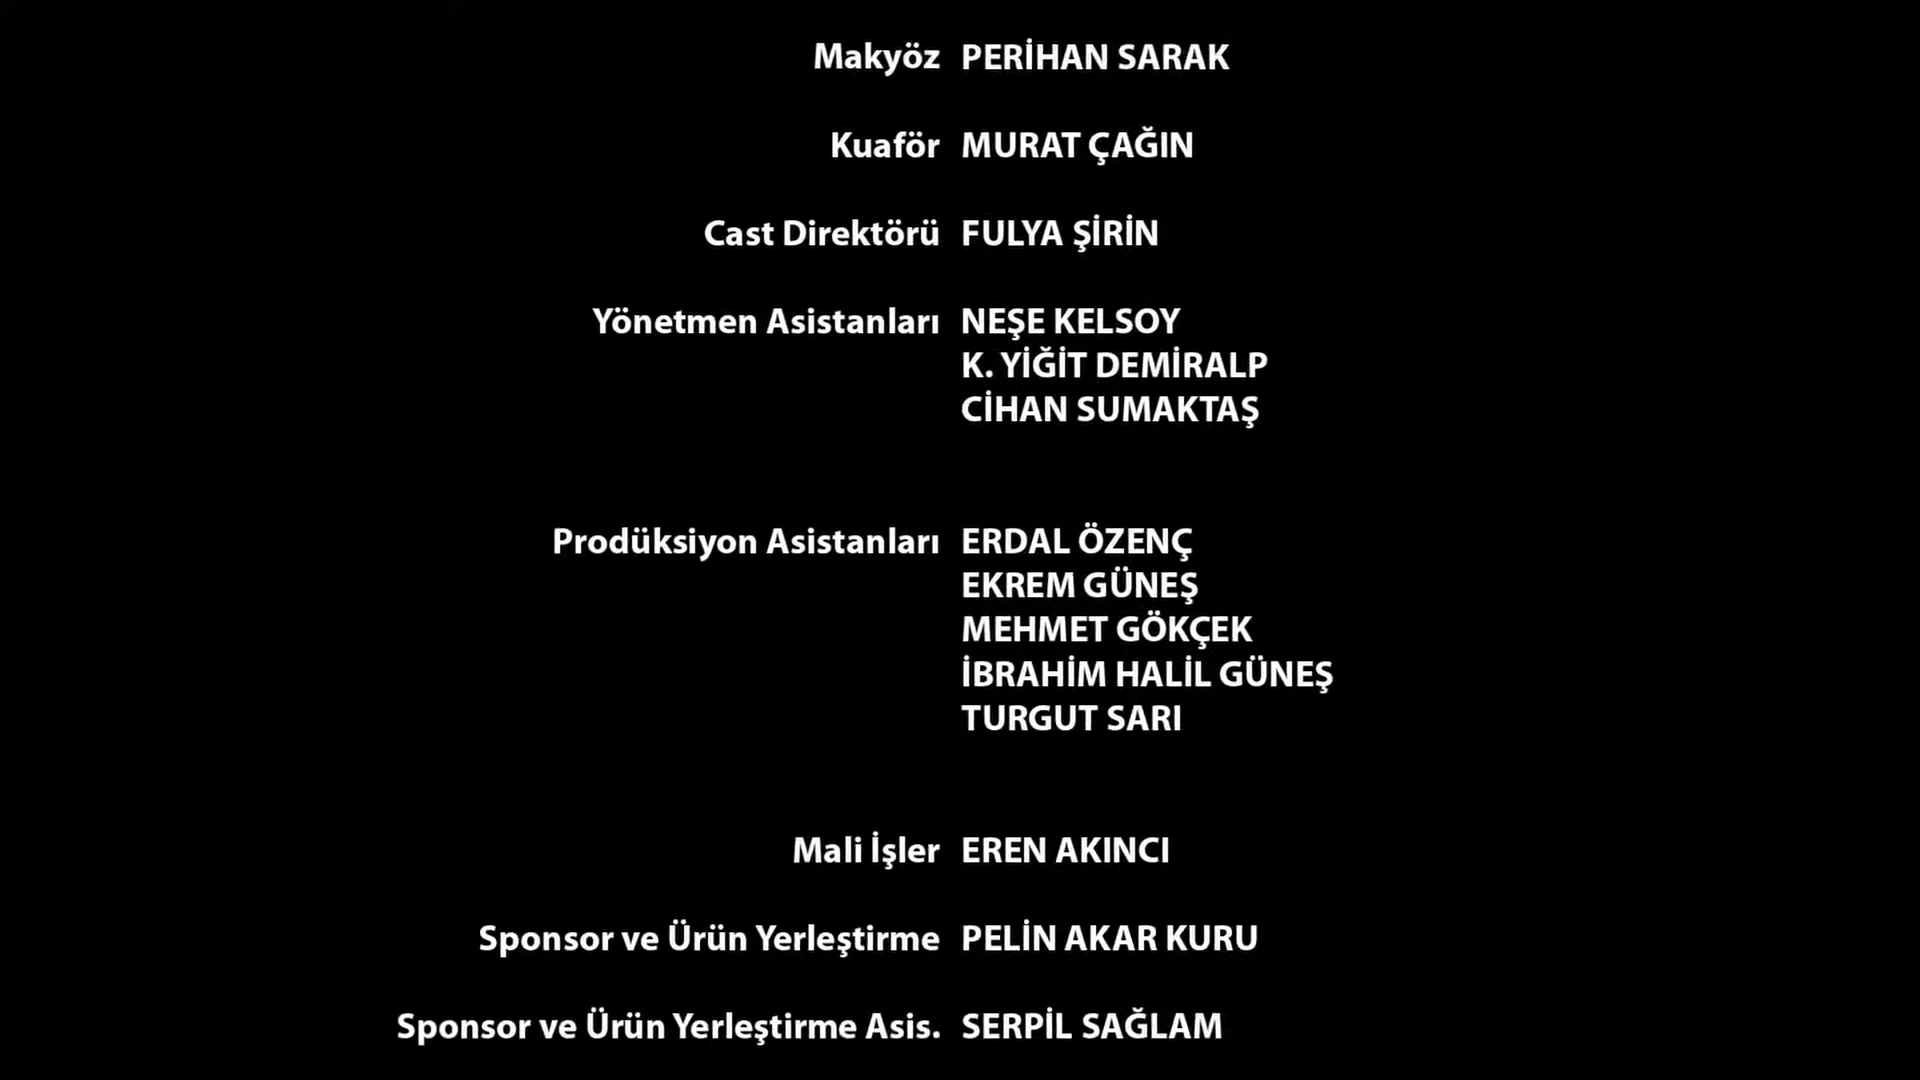 Makyöz PERİHAN SARAK
Kuaför MURAT ÇAĞIN
Cast Direktörü FULYA ŞİRİN
Yönetmen Asistanları NEŞE KELSOY
K. YİĞİT DEMİRALP
CİHAN SUMAKTAŞ
Prodüksiyon Asistanları ERDAL ÖZENÇ
EKREM GÜNEŞ
MEHMET GÖKÇEK
İBRAHİM HALİL GÜNEŞ
TURGUT SARI
Mali İşler EREN AKINCI
Sponsor ve Ürün Yerleştirme PELİN AKAR KURU
Sponsor ve Ürün Yerleştirme Asis. SERPİL SAĞLAM